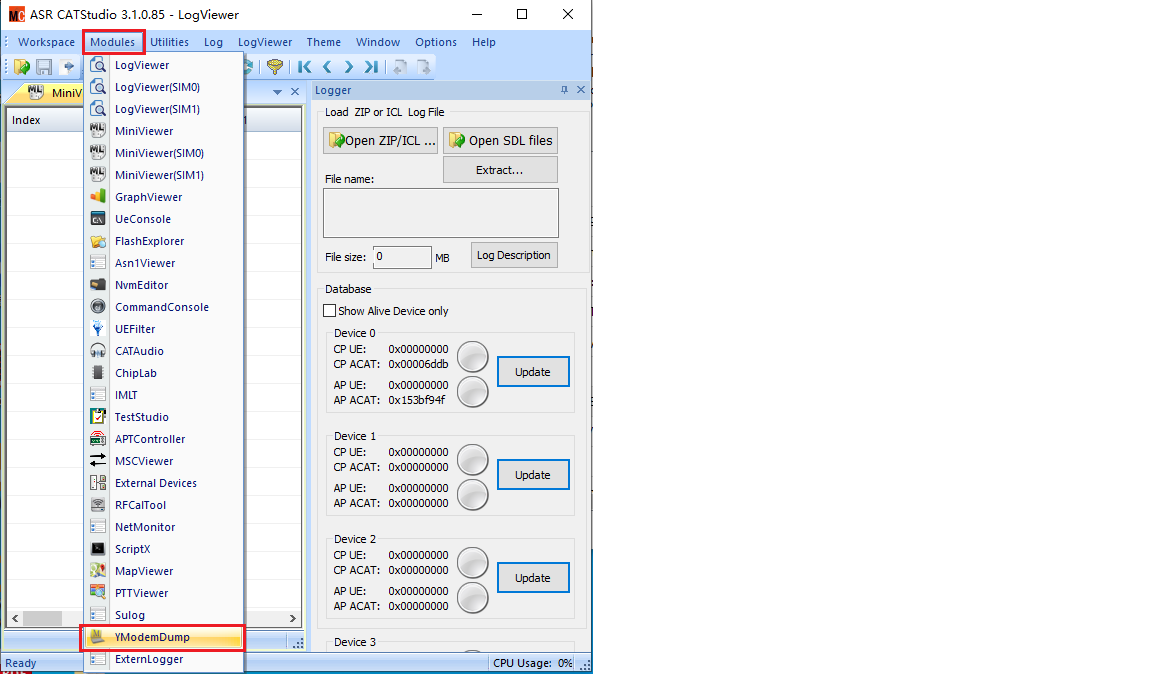 ASR CATStudio 3.1.0.85 - LogViewer
Workspace Modules Utilities Log LogViewer Theme Window Options Help
LogViewer
LogViewer(SIM0)
LogViewer(SIM1)
MiniViewer
MiniViewer(SIM0)
MiniViewer(SIM1)
GraphViewer
UeConsole
FlashExplorer
Asn1Viewer
NvmEditor
CommandConsole
UEFilter
CATAudio
ChipLab
IMLT
TestStudio
APTController
MSCViewer
External Devices
RFCalTool
NetMonitor
ScriptX
MapViewer
PTTViewer
Sulog
YModemDump
ExternLogger
MiniV
Index
Logger
Load ZIP or ICL Log File
Open ZIP/ICL ... Open SDL files
Extract...
File name:
File size: 0 MB Log Description
Database
Show Alive Device only
Device 0
CP UE: 0x00000000
CP ACAT: 0x00006ddb
AP UE: 0x00000000
AP ACAT: 0x153bf94f
Update
Device 1
CP UE: 0x00000000
CP ACAT: 0x00000000
AP UE: 0x00000000
AP ACAT: 0x00000000
Update
Device 2
CP UE: 0x00000000
CP ACAT: 0x00000000
AP UE: 0x00000000
AP ACAT: 0x00000000
Update
Device 3
Ready
CPU Usage: 0%